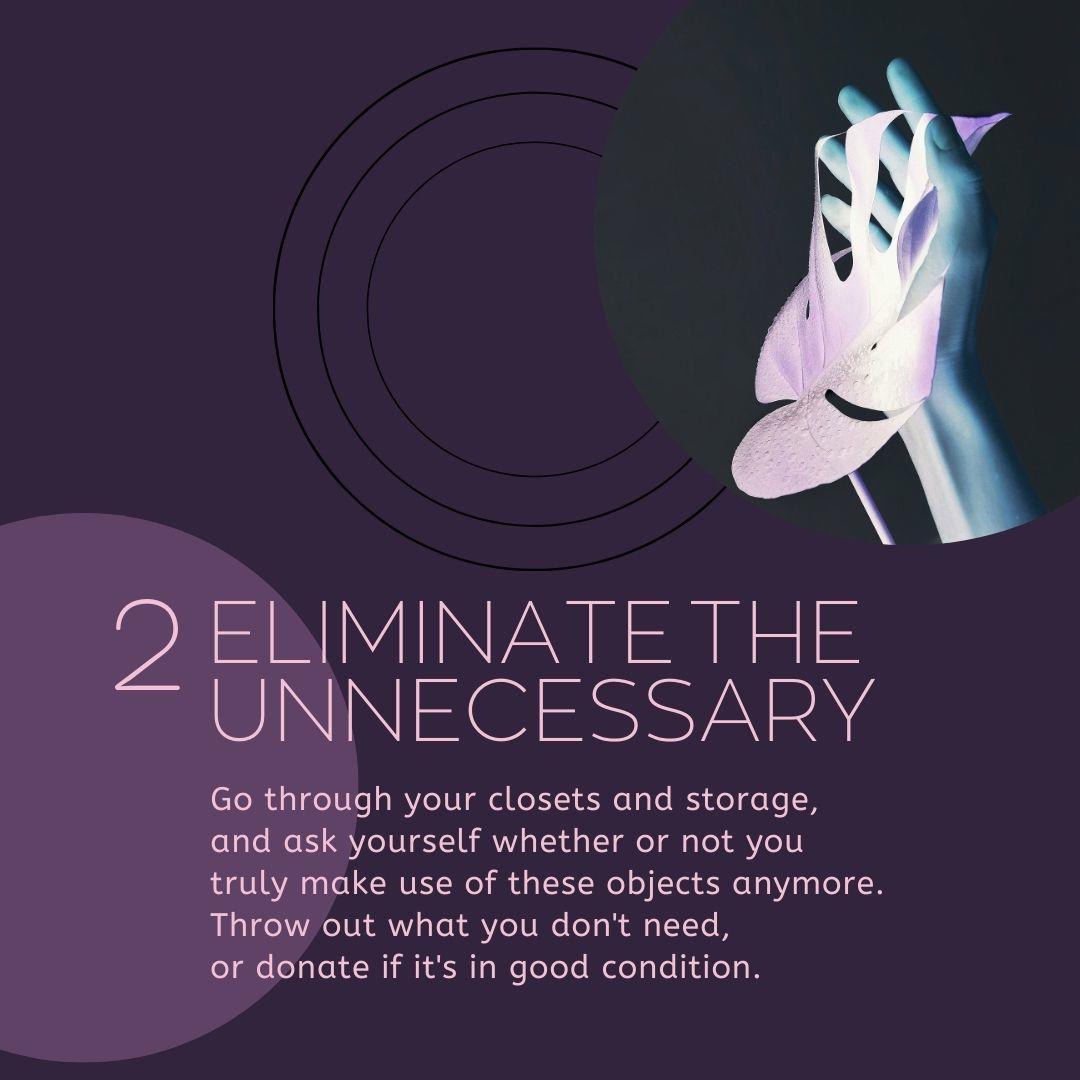 2 ELIMINATE THE
UNNECESSARY
Go through your closets and storage,
and ask yourself whether or not you
truly make use of these objects anymore.
Throw out what you don't need,
or donate if it's in good condition.